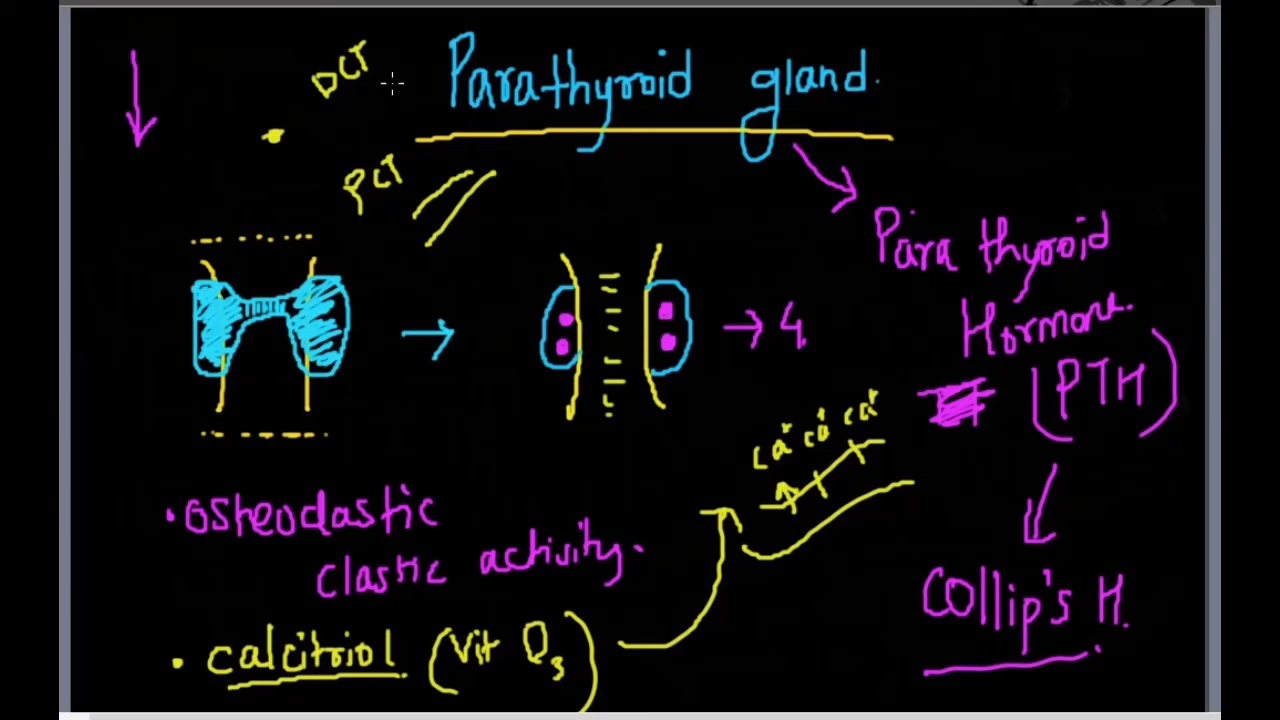 DCT
Parathyroid gland.
PCT
Para thyroid
Hormone.
→ 4.
(PTH)
Ca+ Ca+ Ca+
• osteoclastic
clastic activity.
Collip's H.
• calcitriol (Vit D3)